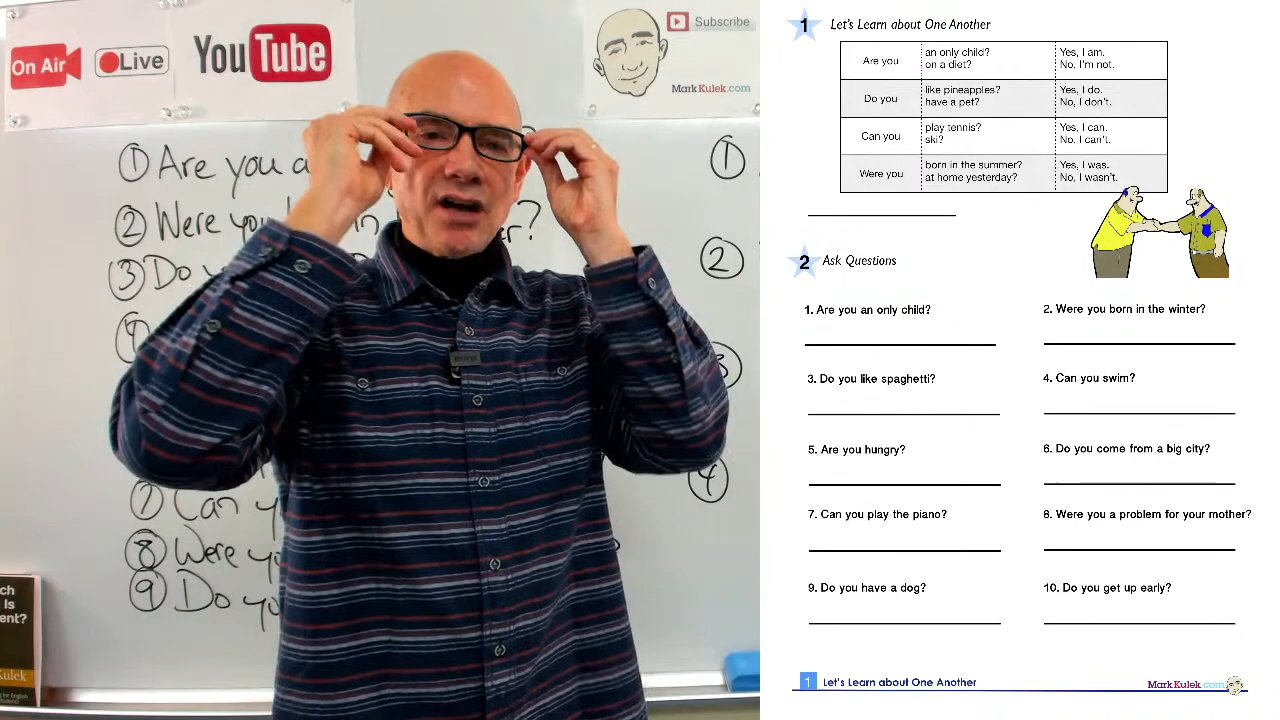 On Air
Live
YouTube
Subscribe
MarkKulek.com
① Are you a
② Were you
③ Do
⑦ Can y
⑧ Were yo
⑨ Do yo
①
②
④
Is
ent?
Kulek
1 Let's Learn about One Another
Are you
an only child?
on a diet?
Yes, I am.
No, I'm not.
Do you
like pineapples?
have a pet?
Yes, I do.
No, I don't.
Can you
play tennis?
ski?
Yes, I can.
No, I can't.
Were you
born in the summer?
at home yesterday?
Yes, I was.
No, I wasn't.
2 Ask Questions
1. Are you an only child?
2. Were you born in the winter?
3. Do you like spaghetti?
4. Can you swim?
5. Are you hungry?
6. Do you come from a big city?
7. Can you play the piano?
8. Were you a problem for your mother?
9. Do you have a dog?
10. Do you get up early?
1 Let's Learn about One Another
MarkKulek.com